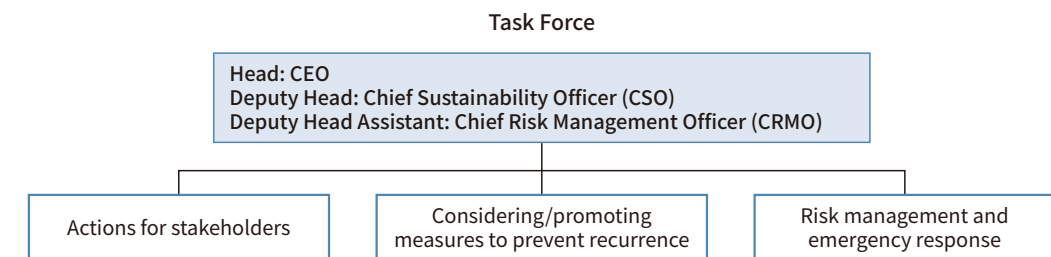 Task Force
Head: CEO
Deputy Head: Chief Sustainability Officer (CSO)
Deputy Head Assistant: Chief Risk Management Officer (CRMO)
Actions for stakeholders
Considering/promoting
measures to prevent recurrence
Risk management and
emergency response